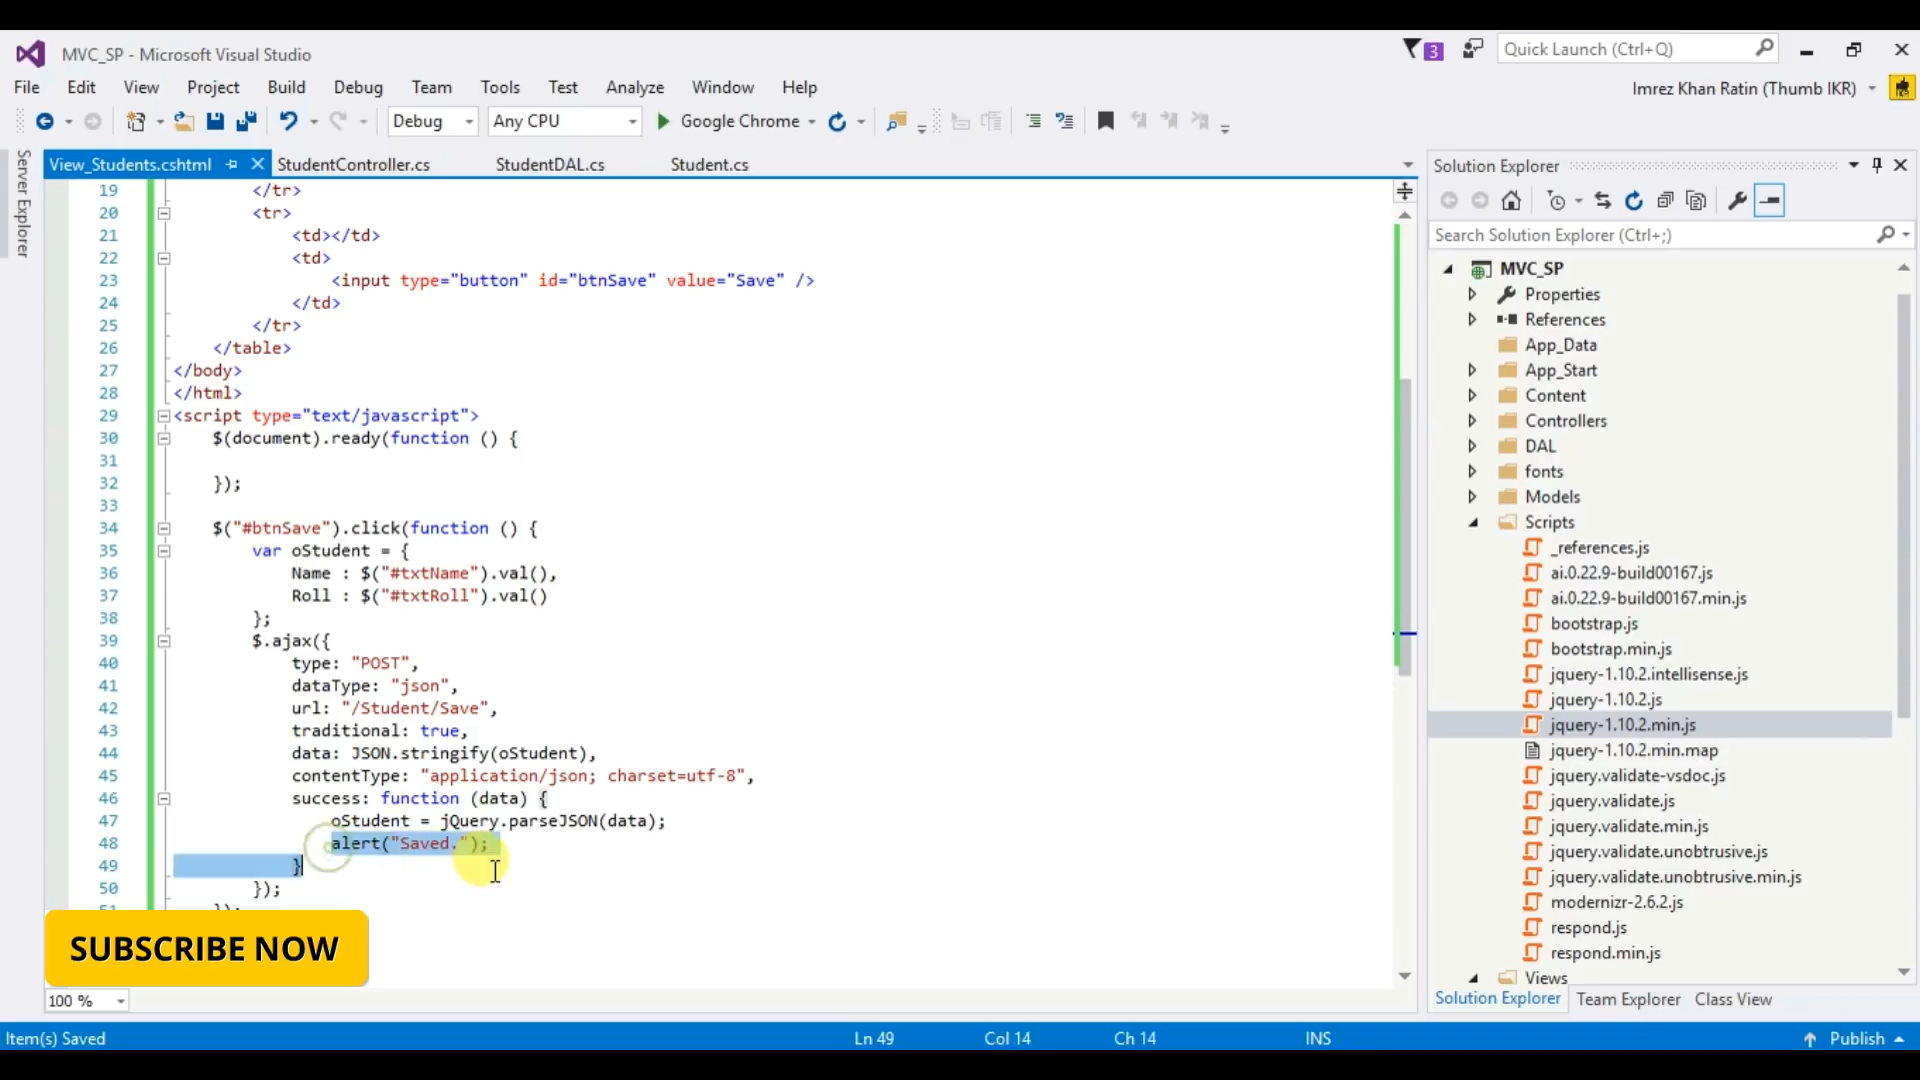 MVC_SP - Microsoft Visual Studio
3
Quick Launch (Ctrl+Q)
File Edit View Project Build Debug Team Tools Test Analyze Window Help
Imrez Khan Ratin (Thumb IKR)
Debug Any CPU Google Chrome
Server Explorer
View_Students.cshtml StudentController.cs StudentDAL.cs Student.cs
19 </tr>
20 <tr>
21 <td></td>
22 <td>
23 <input type="button" id="btnSave" value="Save" />
24 </td>
25 </tr>
26 </table>
27 </body>
28 </html>
29 <script type="text/javascript">
30 $(document).ready(function () {
31
32 });
33
34 $("#btnSave").click(function () {
35 var oStudent = {
36 Name : $("#txtName").val(),
37 Roll : $("#txtRoll").val()
38 };
39 $.ajax({
40 type: "POST",
41 dataType: "json",
42 url: "/Student/Save",
43 traditional: true,
44 data: JSON.stringify(oStudent),
45 contentType: "application/json; charset=utf-8",
46 success: function (data) {
47 oStudent = jQuery.parseJSON(data);
48 alert("Saved.");
49 }
50 });
SUBSCRIBE NOW
100 %
Solution Explorer
Search Solution Explorer (Ctrl+;)
MVC_SP
Properties
References
App_Data
App_Start
Content
Controllers
DAL
fonts
Models
Scripts
_references.js
ai.0.22.9-build00167.js
ai.0.22.9-build00167.min.js
bootstrap.js
bootstrap.min.js
jquery-1.10.2.intellisense.js
jquery-1.10.2.js
jquery-1.10.2.min.js
jquery-1.10.2.min.map
jquery.validate-vsdoc.js
jquery.validate.js
jquery.validate.min.js
jquery.validate.unobtrusive.js
jquery.validate.unobtrusive.min.js
modernizr-2.6.2.js
respond.js
respond.min.js
Views
Solution Explorer Team Explorer Class View
Item(s) Saved Ln 49 Col 14 Ch 14 INS Publish